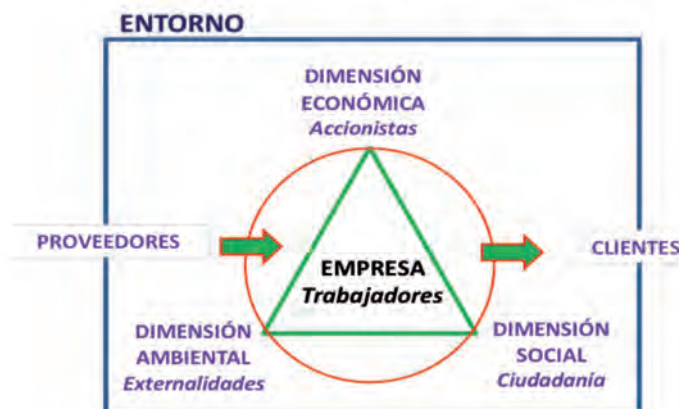 ENTORNO
DIMENSIÓN
ECONÓMICA
Accionistas
PROVEEDORES
CLIENTES
EMPRESA
Trabajadores
DIMENSIÓN
AMBIENTAL
Externalidades
DIMENSIÓN
SOCIAL
Ciudadanía